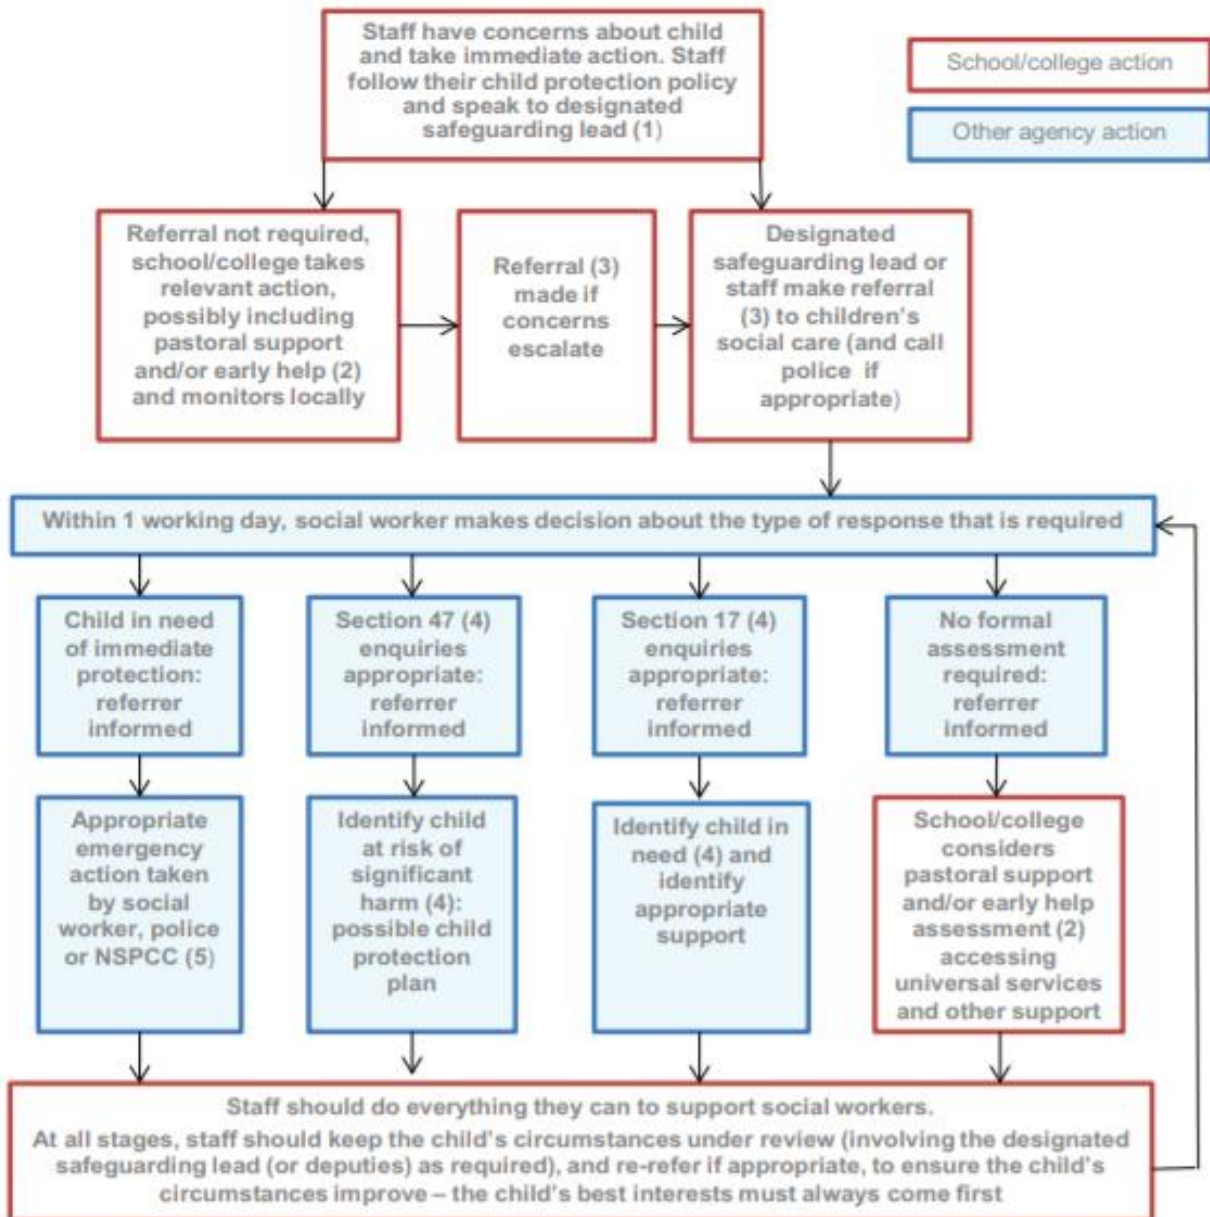 Staff have concerns about child
and take immediate action. Staff
follow their child protection policy
and speak to designated
safeguarding lead (1)
School/college action
Other agency action
Referral not required,
school/college takes
relevant action,
possibly including
pastoral support
and/or early help (2)
and monitors locally
Referral (3)
made if
concerns
escalate
Designated
safeguarding lead or
staff make referral
(3) to children's
social care (and call
police if
appropriate)
Within 1 working day, social worker makes decision about the type of response that is required
Child in need
of immediate
protection:
referrer
informed
Section 47 (4)
enquiries
appropriate:
referrer
informed
Section 17 (4)
enquiries
appropriate:
referrer
informed
No formal
assessment
required:
referrer
informed
Appropriate
emergency
action taken
by social
worker, police
or NSPCC (5)
Identify child
at risk of
significant
harm (4):
possible child
protection
plan
Identify child in
need (4) and
identify
appropriate
support
School/college
considers
pastoral support
and/or early help
assessment (2)
accessing
universal services
and other support
Staff should do everything they can to support social workers.
At all stages, staff should keep the child's circumstances under review (involving the designated
safeguarding lead (or deputies) as required), and re-refer if appropriate, to ensure the child's
circumstances improve – the child's best interests must always come first